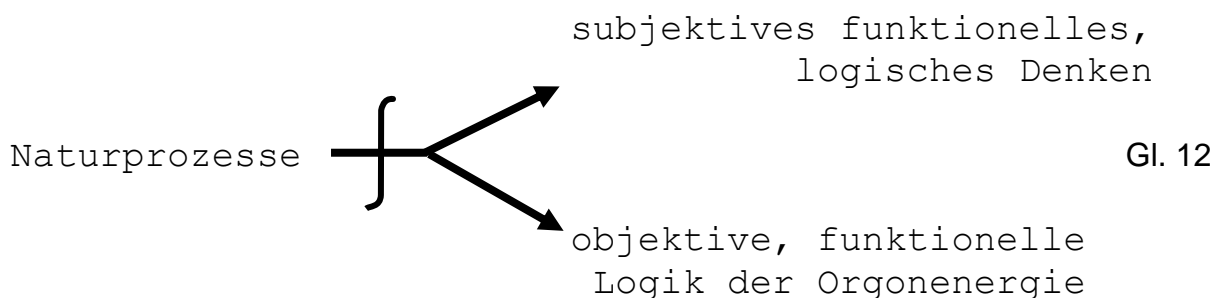 subjektives funktionelles,
logisches Denken
Naturprozesse
Gl. 12
objektive, funktionelle
Logik der Orgonenergie